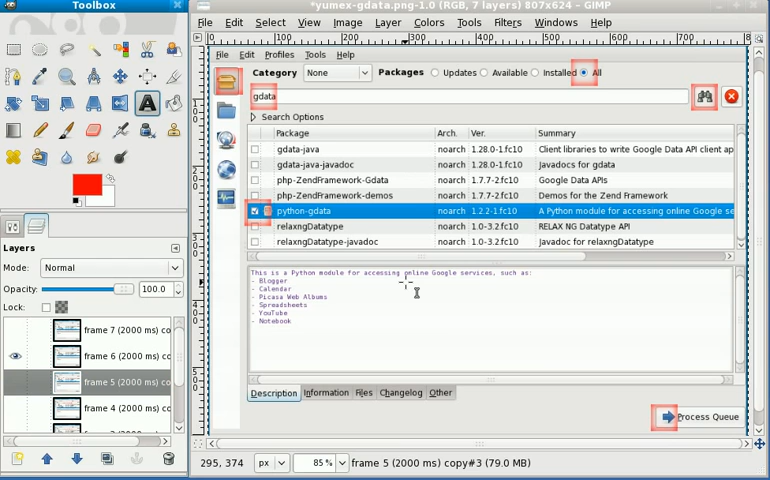 Toolbox
*yumex-gdata.png-1.0 (RGB, 7 layers) 807x624 – GIMP
File Edit Select View Image Layer Colors Tools Filters Windows Help
0 100 200 300 400 500 600 700
File Edit Profiles Tools Help
Category None Packages Updates Available Installed All
gdata
Search Options
Package Arch. Ver. Summary
gdata-java noarch 1.28.0-1.fc10 Client libraries to write Google Data API client ap
gdata-java-javadoc noarch 1.28.0-1.fc10 Javadocs for gdata
php-ZendFramework-Gdata noarch 1.7.7-2.fc10 Google Data APIs
php-ZendFramework-demos noarch 1.7.7-2.fc10 Demos for the Zend Framework
python-gdata noarch 1.2.2-1.fc10 A Python module for accessing online Google se
relaxngDatatype noarch 1.0-3.2.fc10 RELAX NG Datatype API
relaxngDatatype-javadoc noarch 1.0-3.2.fc10 Javadoc for relaxngDatatype
This is a Python module for accessing online Google services, such as:
- Blogger
- Calendar
- Picasa Web Albums
- Spreadsheets
- YouTube
- Notebook
Description Information Files Changelog Other
Process Queue
295, 374 px 85 % frame 5 (2000 ms) copy#3 (79.0 MB)
Layers
Mode: Normal
Opacity: 100.0
Lock:
frame 7 (2000 ms) co
frame 6 (2000 ms) co
frame 5 (2000 ms) co
frame 4 (2000 ms) co